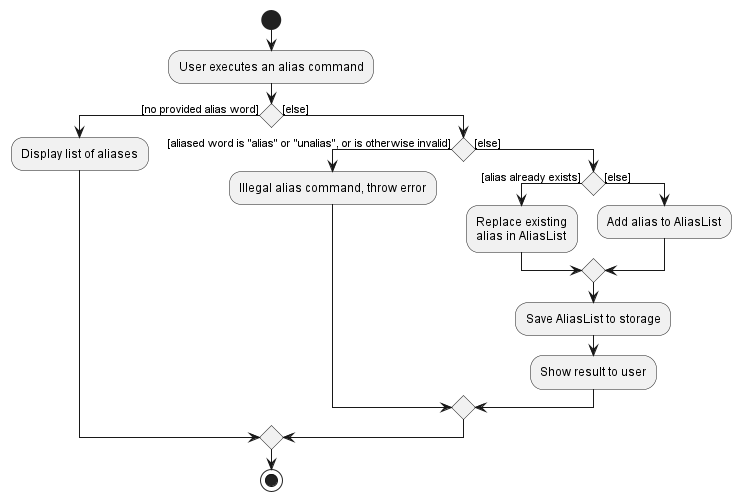 User executes an alias command
[no provided alias word]
[else]
Display list of aliases
[aliased word is "alias" or "unalias", or is otherwise invalid]
[else]
Illegal alias command, throw error
[alias already exists]
[else]
Replace existing
alias in AliasList
Add alias to AliasList
Save AliasList to storage
Show result to user